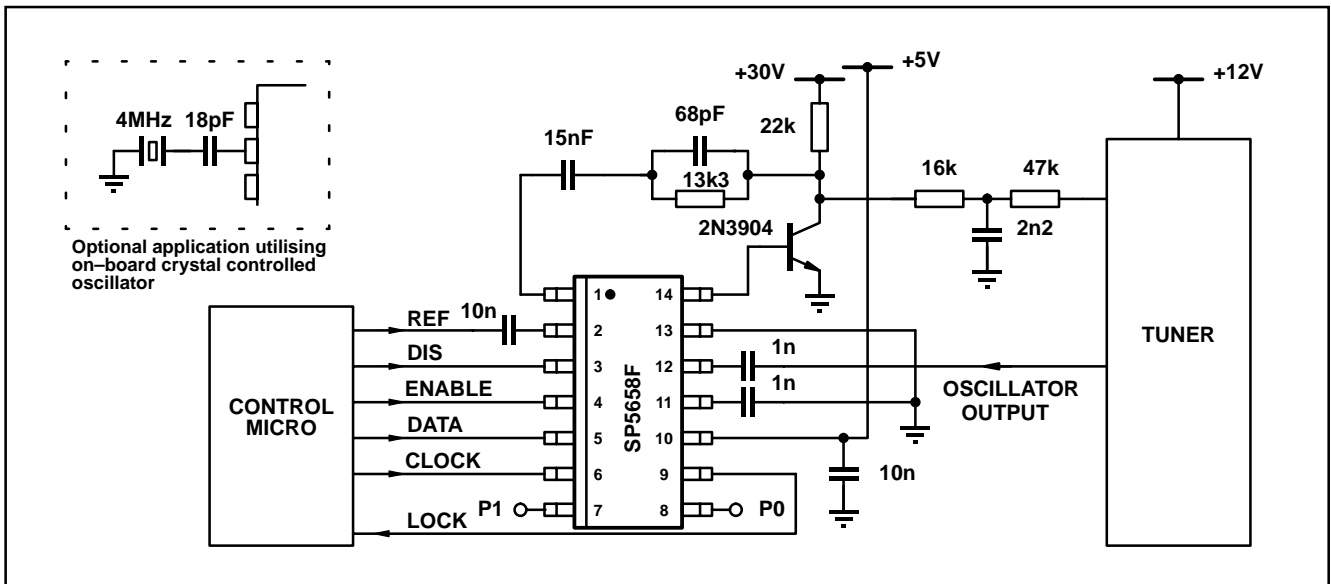 +30V
+5V
+12V
4MHz 18pF
68pF
22k
15nF
13k3
16k
47k
2N3904
2n2
Optional application utilising
on–board crystal controlled
oscillator
CONTROL
MICRO
REF
10n
DIS
ENABLE
DATA
CLOCK
P1
LOCK
1
2
3
4
5
6
7
SP5658F
14
13
12
11
10
9
8
P0
1n
1n
10n
OSCILLATOR
OUTPUT
TUNER